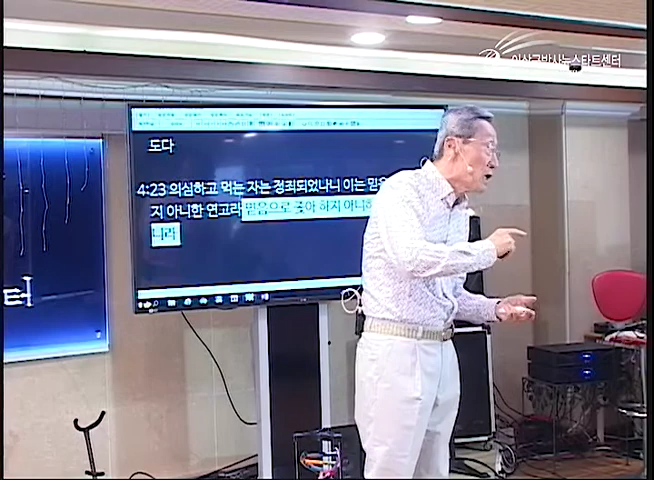 이상구박사뉴스타트센터
도다
4:23 의심하고 먹는 자는 정죄되었나니 이는 믿음
지 아니한 연고라 믿음으로 좇아 하지 아니하
니라
터